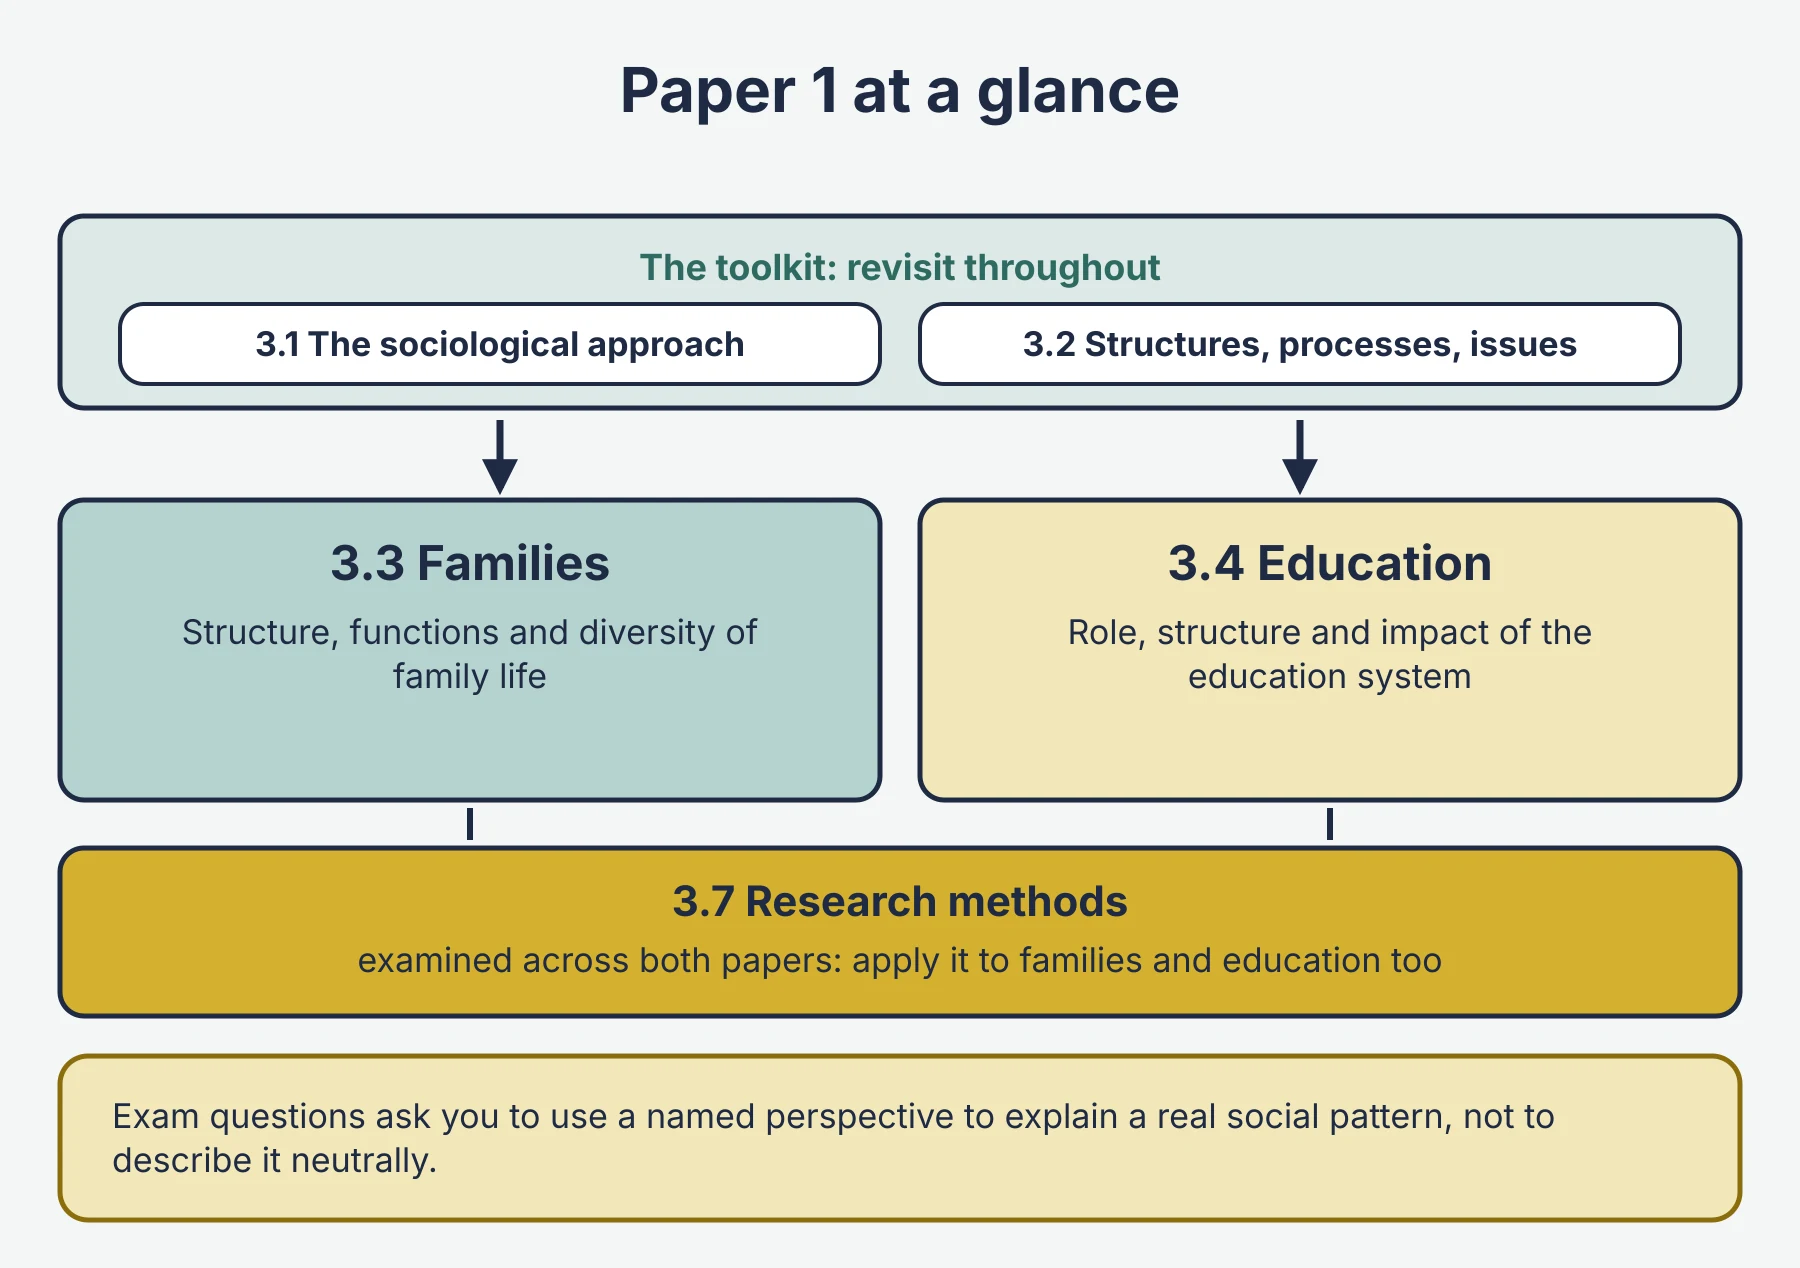 Paper 1 at a glance
The toolkit: revisit throughout
3.1 The sociological approach
3.2 Structures, processes, issues
3.3 Families
Structure, functions and diversity of
family life
3.4 Education
Role, structure and impact of the
education system
3.7 Research methods
examined across both papers: apply it to families and education too
Exam questions ask you to use a named perspective to explain a real social pattern, not to
describe it neutrally.